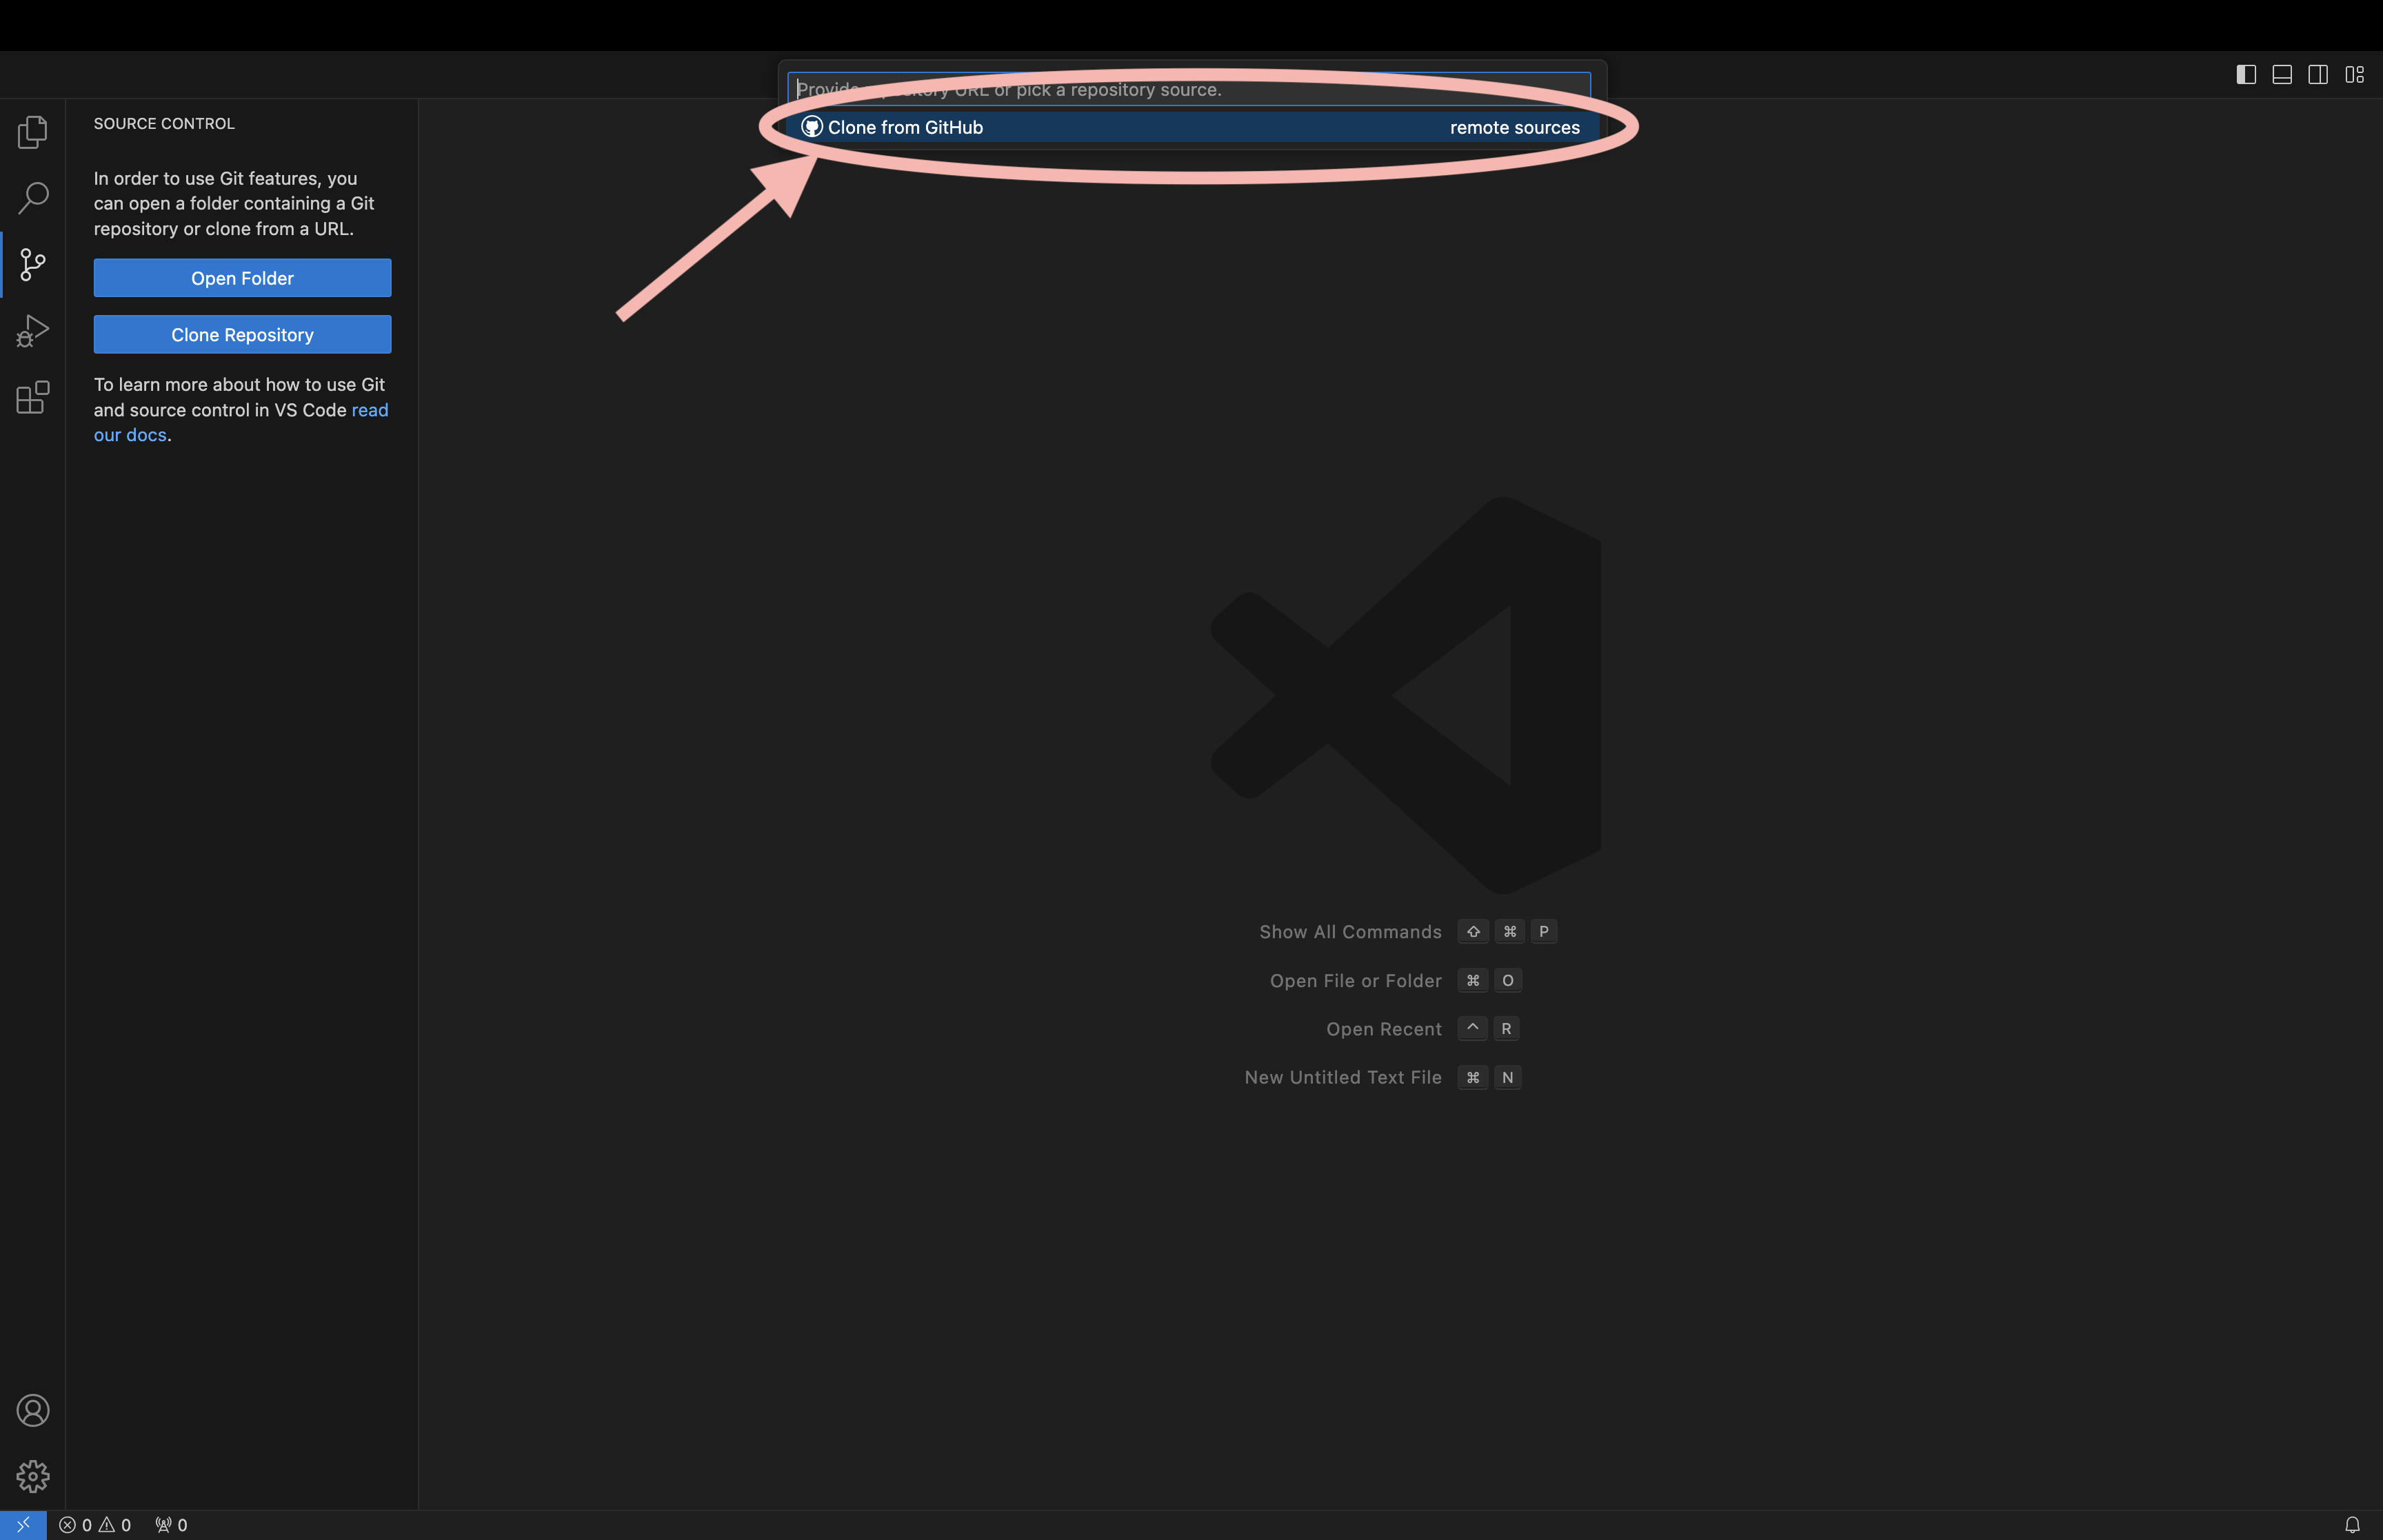 Provide repository URL or pick a repository source.
Clone from GitHub remote sources
SOURCE CONTROL
In order to use Git features, you
can open a folder containing a Git
repository or clone from a URL.
Open Folder
Clone Repository
To learn more about how to use Git
and source control in VS Code read
our docs.
Show All Commands ⇧ ⌘ P
Open File or Folder ⌘ O
Open Recent ^ R
New Untitled Text File ⌘ N
0 0 0